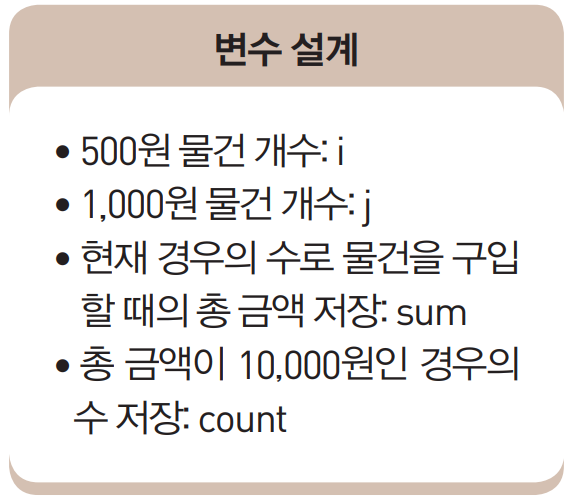 변수 설계
• 500원 물건 개수: i
• 1,000원 물건 개수: j
• 현재 경우의 수로 물건을 구입
할 때의 총 금액 저장: sum
• 총 금액이 10,000원인 경우의
수 저장: count